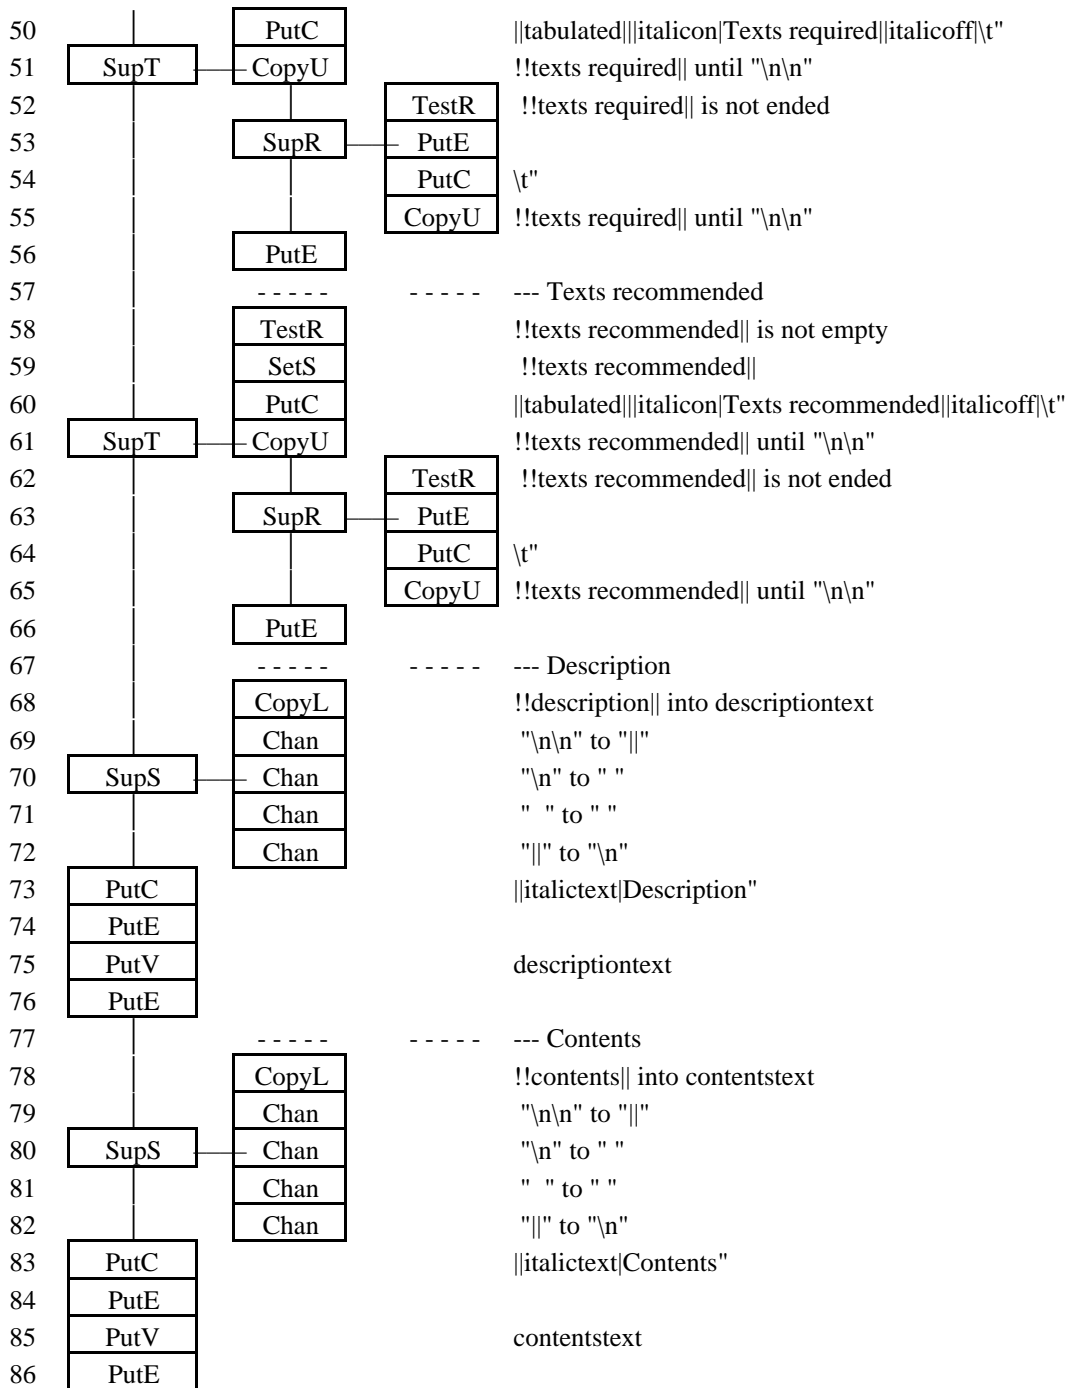 50 PutC ||tabulated|||italicon|Texts required||italicoff|\t"
51 SupT CopyU !!texts required|| until "\n\n"
52 TestR !!texts required|| is not ended
53 SupR PutE
54 PutC \t"
55 CopyU !!texts required|| until "\n\n"
56 PutE
57 - - - - - - - - - - --- Texts recommended
58 TestR !!texts recommended|| is not empty
59 SetS !!texts recommended||
60 PutC ||tabulated|||italicon|Texts recommended||italicoff|\t"
61 SupT CopyU !!texts recommended|| until "\n\n"
62 TestR !!texts recommended|| is not ended
63 SupR PutE
64 PutC \t"
65 CopyU !!texts recommended|| until "\n\n"
66 PutE
67 - - - - - - - - - - --- Description
68 CopyL !!description|| into descriptiontext
69 Chan "\n\n" to "||"
70 SupS Chan "\n" to " "
71 Chan "  " to " "
72 Chan "||" to "\n"
73 PutC ||italictext|Description"
74 PutE
75 PutV descriptiontext
76 PutE
77 - - - - - - - - - - --- Contents
78 CopyL !!contents|| into contentstext
79 Chan "\n\n" to "||"
80 SupS Chan "\n" to " "
81 Chan "  " to " "
82 Chan "||" to "\n"
83 PutC ||italictext|Contents"
84 PutE
85 PutV contentstext
86 PutE